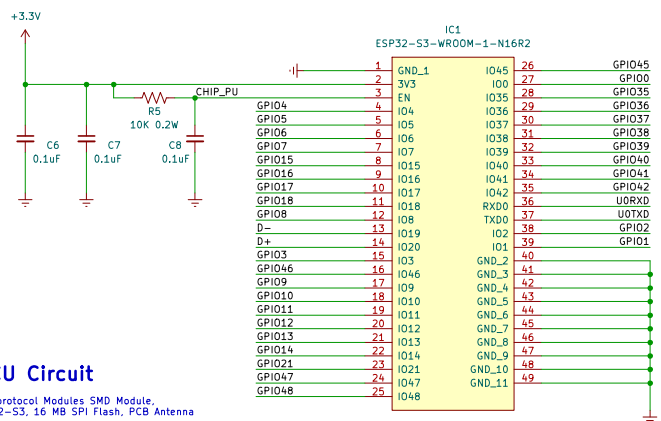 +3.3V
IC1
ESP32-S3-WROOM-1-N16R2
1 GND_1 IO45 26 GPIO45
2 3V3 IO0 27 GPIO0
CHIP_PU 3 EN IO35 28 GPIO35
R5
10K 0.2W
GPIO4 4 IO4 IO36 29 GPIO36
GPIO5 5 IO5 IO37 30 GPIO37
GPIO6 6 IO6 IO38 31 GPIO38
C6
0.1uF
C7
0.1uF
C8
0.1uF
GPIO7 7 IO7 IO39 32 GPIO39
GPIO15 8 IO15 IO40 33 GPIO40
GPIO16 9 IO16 IO41 34 GPIO41
GPIO17 10 IO17 IO42 35 GPIO42
GPIO18 11 IO18 RXD0 36 U0RXD
GPIO8 12 IO8 TXD0 37 U0TXD
D- 13 IO19 IO2 38 GPIO2
D+ 14 IO20 IO1 39 GPIO1
GPIO3 15 IO3 GND_2 40
GPIO46 16 IO46 GND_3 41
GPIO9 17 IO9 GND_4 42
GPIO10 18 IO10 GND_5 43
GPIO11 19 IO11 GND_6 44
GPIO12 20 IO12 GND_7 45
GPIO13 21 IO13 GND_8 46
GPIO14 22 IO14 GND_9 47
GPIO21 23 IO21 GND_10 48
GPIO47 24 IO47 GND_11 49
GPIO48 25 IO48
CU Circuit
protocol Modules SMD Module,
2-S3, 16 MB SPI Flash, PCB Antenna